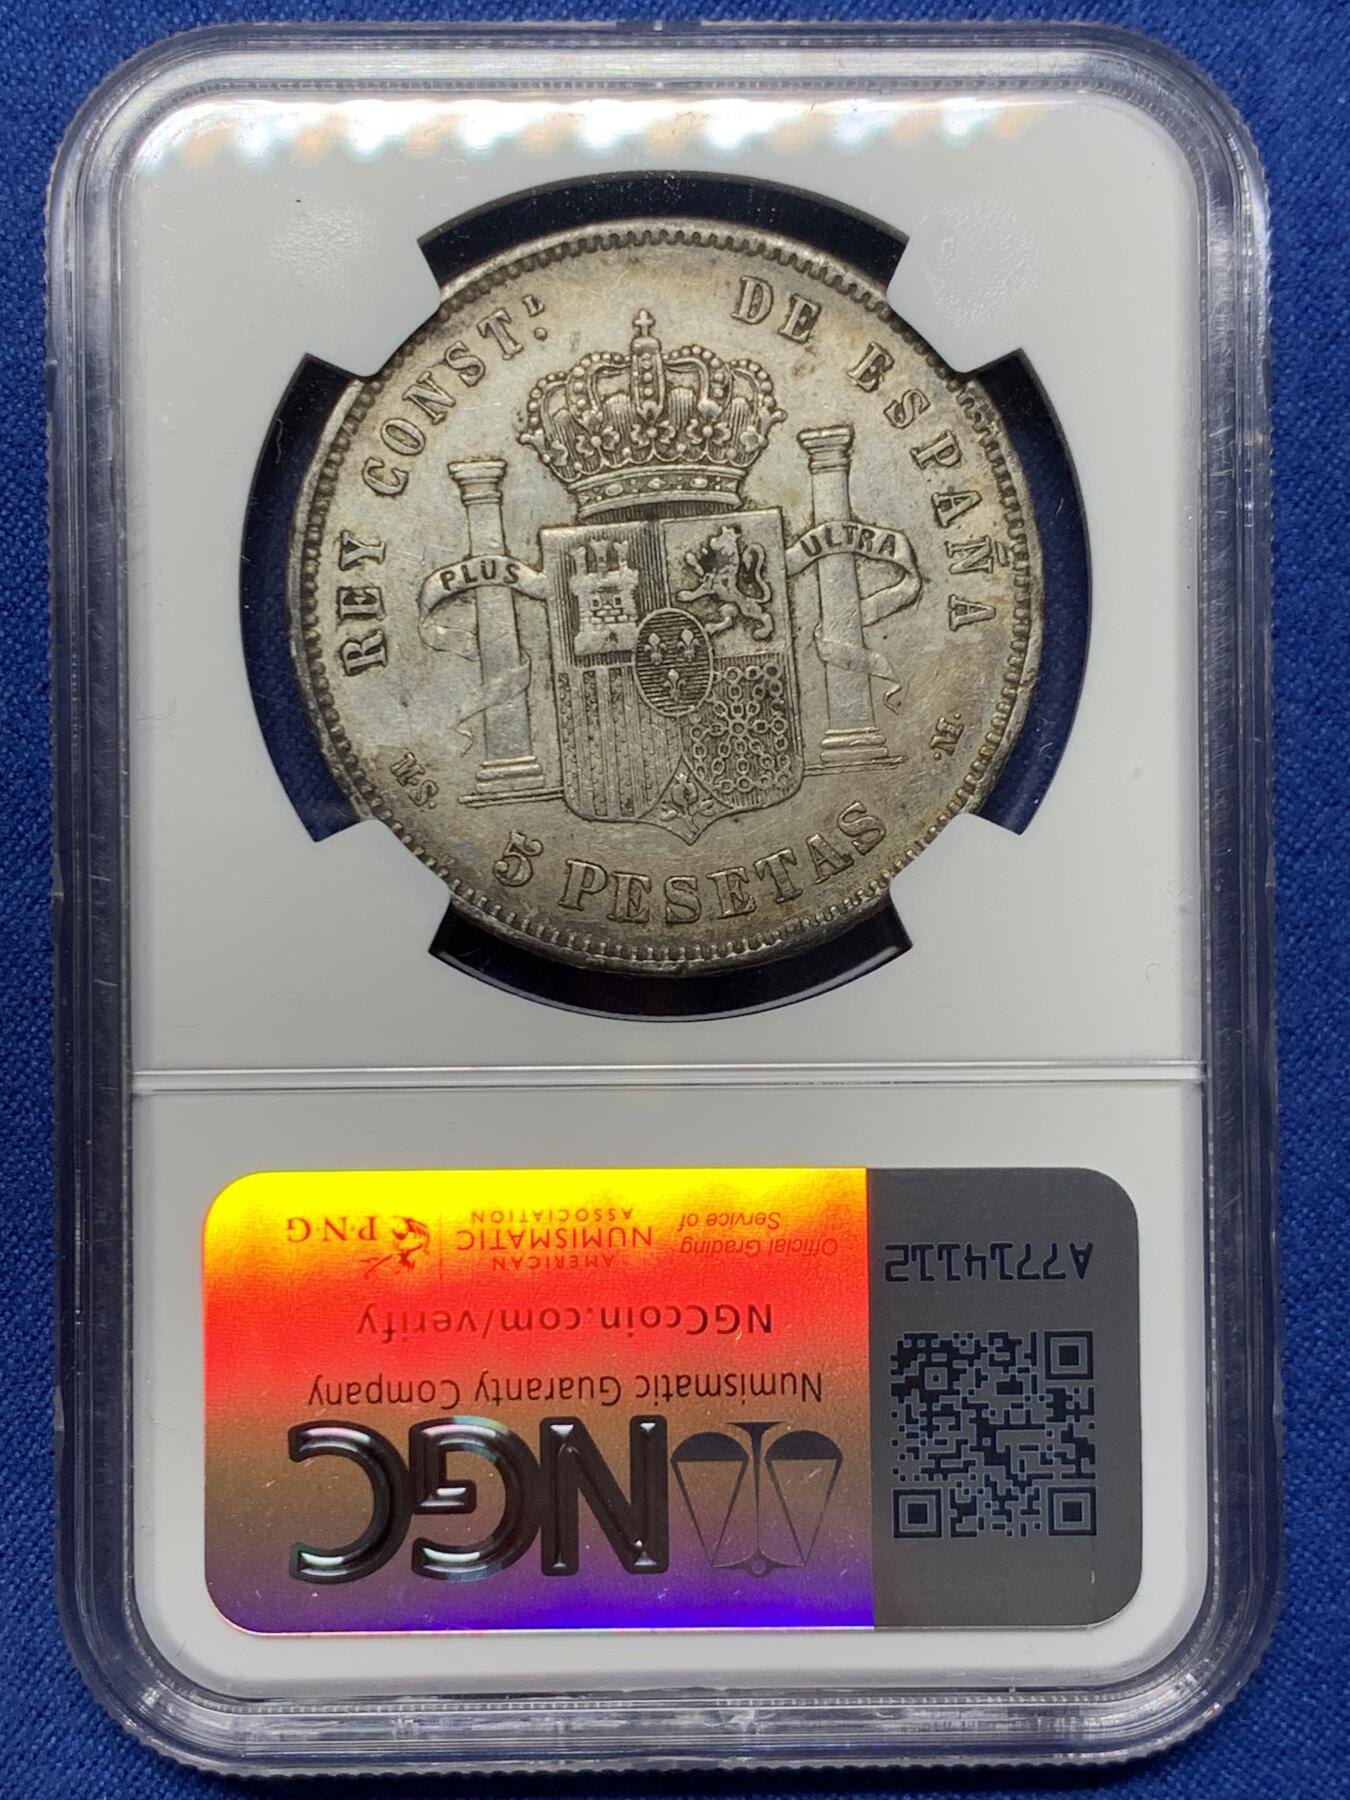 REY CONST.L DE ESPAÑA
PLUS ULTRA
M.S. M.
5 PESETAS
NGC
Numismatic Guaranty Company
NGCcoin.com/verify
Official Grading
Service of
AMERICAN
NUMISMATIC
ASSOCIATION
P·N·G
A7714112